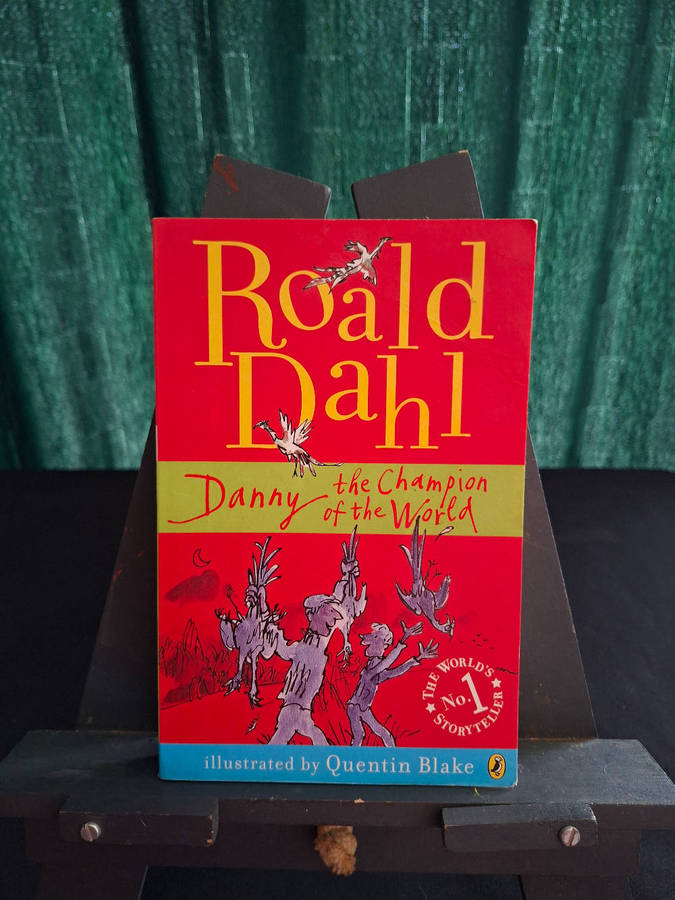 Roald
Dahl
Danny the Champion
of the World
THE WORLD'S
No.1
STORYTELLER
illustrated by Quentin Blake